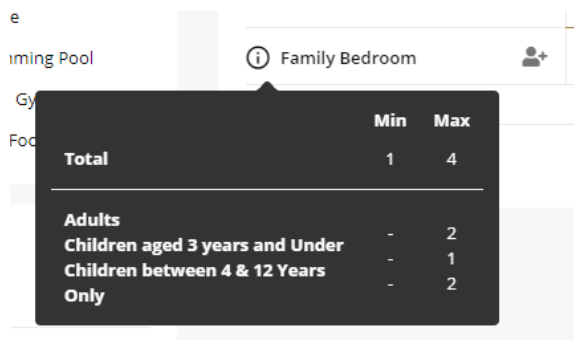 e
nming Pool
Family Bedroom
Gy
Foc
Min Max
Total 1 4
Adults - 2
Children aged 3 years and Under - 1
Children between 4 & 12 Years - 2
Only